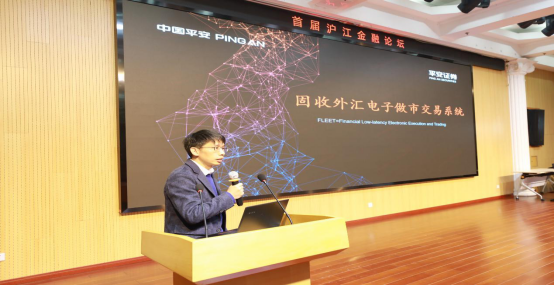 首届沪江金融论坛
中国平安 PING AN
平安证券
固收外汇电子做市交易系统
FLEET=Financial Low-latency Electronic Execution and Trading